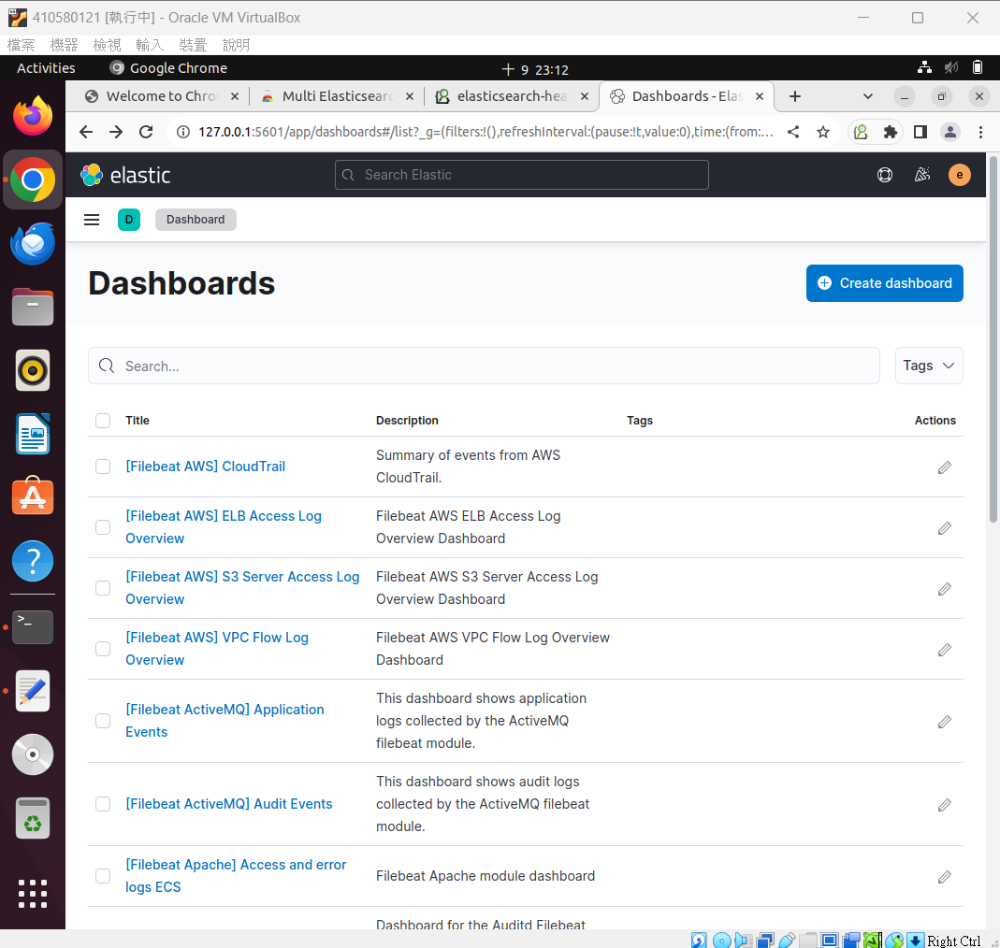 410580121 [執行中] - Oracle VM VirtualBox
檔案 機器 檢視 輸入 裝置 說明
Activities Google Chrome 十 9 23:12
Welcome to Chro Multi Elasticsearc elasticsearch-hea Dashboards - Elas
127.0.0.1:5601/app/dashboards#/list?_g=(filters:!(),refreshInterval:(pause:!t,value:0),time:(from:...
elastic Search Elastic e
D Dashboard
Dashboards Create dashboard
Search... Tags
Title Description Tags Actions
[Filebeat AWS] CloudTrail
Summary of events from AWS
CloudTrail.
[Filebeat AWS] ELB Access Log
Overview
Filebeat AWS ELB Access Log
Overview Dashboard
[Filebeat AWS] S3 Server Access Log
Overview
Filebeat AWS S3 Server Access Log
Overview Dashboard
[Filebeat AWS] VPC Flow Log
Overview
Filebeat AWS VPC Flow Log Overview
Dashboard
[Filebeat ActiveMQ] Application
Events
This dashboard shows application
logs collected by the ActiveMQ
filebeat module.
[Filebeat ActiveMQ] Audit Events
This dashboard shows audit logs
collected by the ActiveMQ filebeat
module.
[Filebeat Apache] Access and error
logs ECS
Filebeat Apache module dashboard
Dashboard for the Auditd Filebeat
Right Ctrl